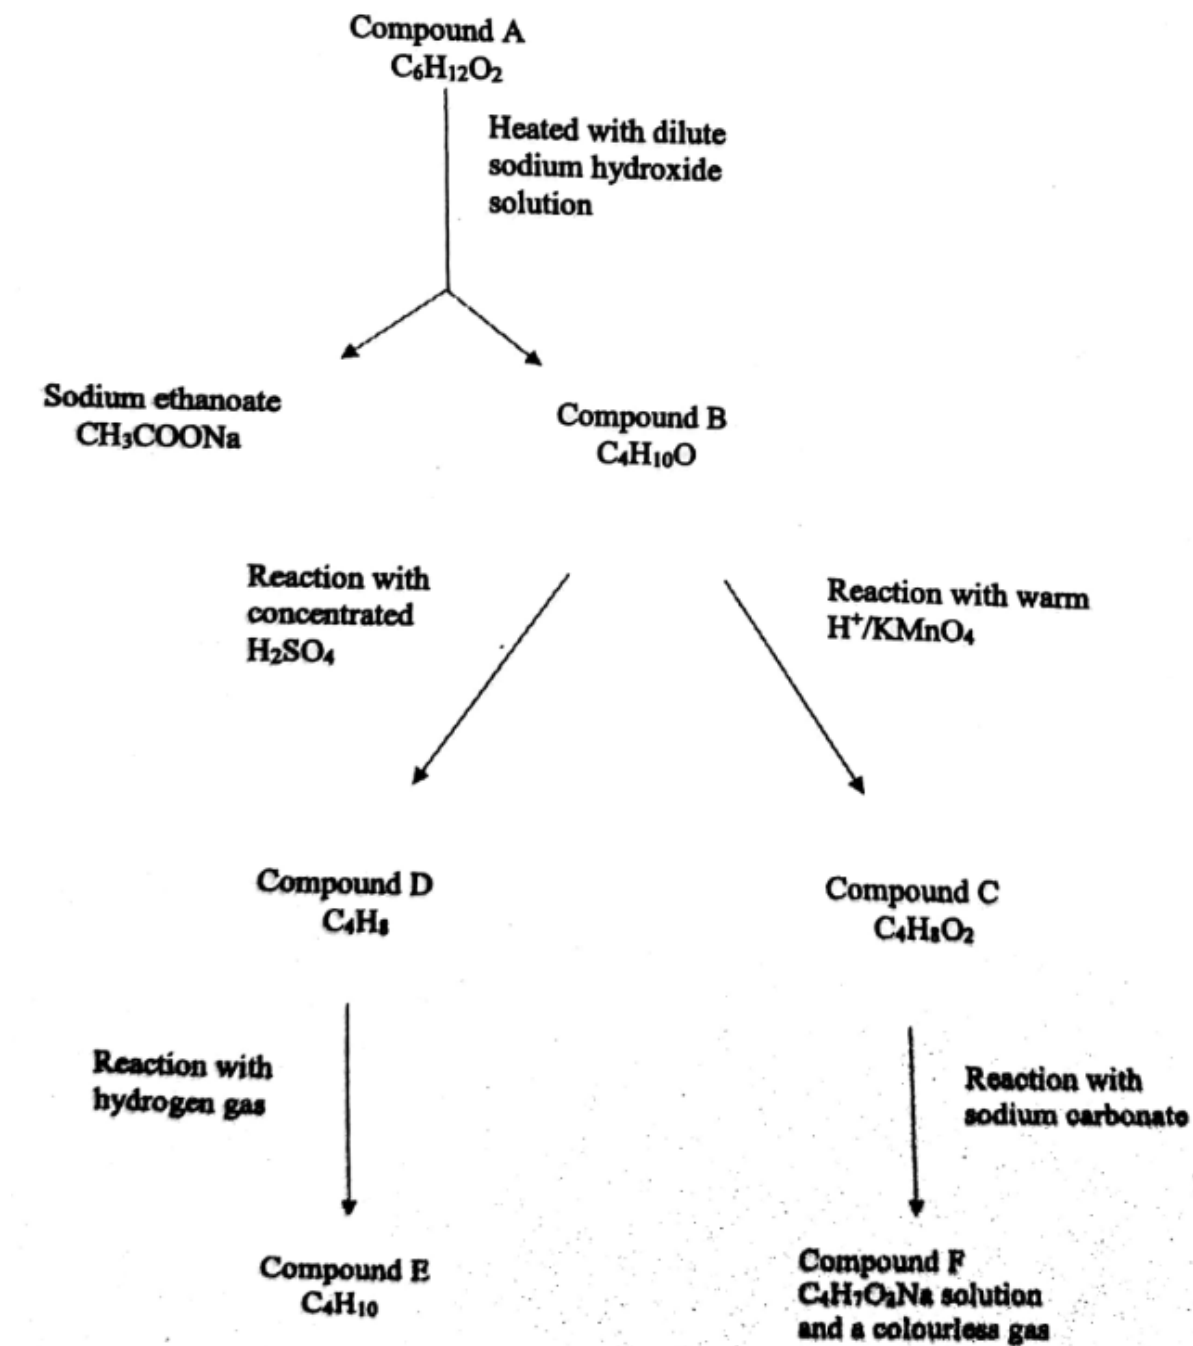 Compound A
C₆H₁₂O₂
Heated with dilute
sodium hydroxide
solution
Sodium ethanoate
CH₃COONa
Compound B
C₄H₁₀O
Reaction with
concentrated
H₂SO₄
Reaction with warm
H⁺/KMnO₄
Compound D
C₄H₈
Compound C
C₄H₈O₂
Reaction with
hydrogen gas
Reaction with
sodium carbonate
Compound E
C₄H₁₀
Compound F
C₄H₇O₂Na solution
and a colourless gas